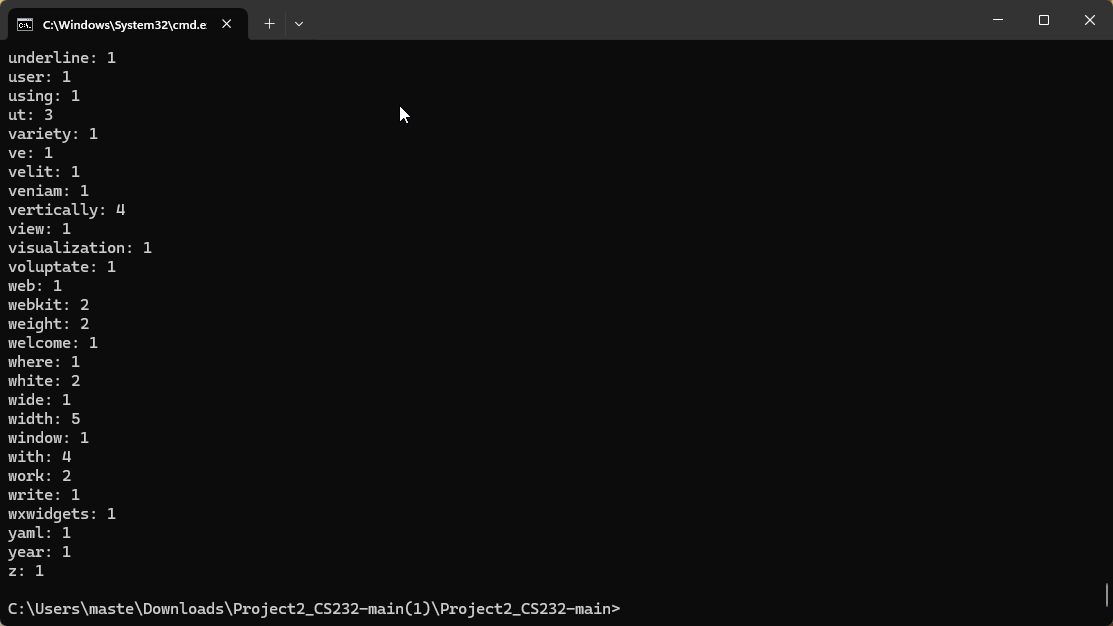 C:\Windows\System32\cmd.e
underline: 1
user: 1
using: 1
ut: 3
variety: 1
ve: 1
velit: 1
veniam: 1
vertically: 4
view: 1
visualization: 1
voluptate: 1
web: 1
webkit: 2
weight: 2
welcome: 1
where: 1
white: 2
wide: 1
width: 5
window: 1
with: 4
work: 2
write: 1
wxwidgets: 1
yaml: 1
year: 1
z: 1
C:\Users\maste\Downloads\Project2_CS232-main(1)\Project2_CS232-main>